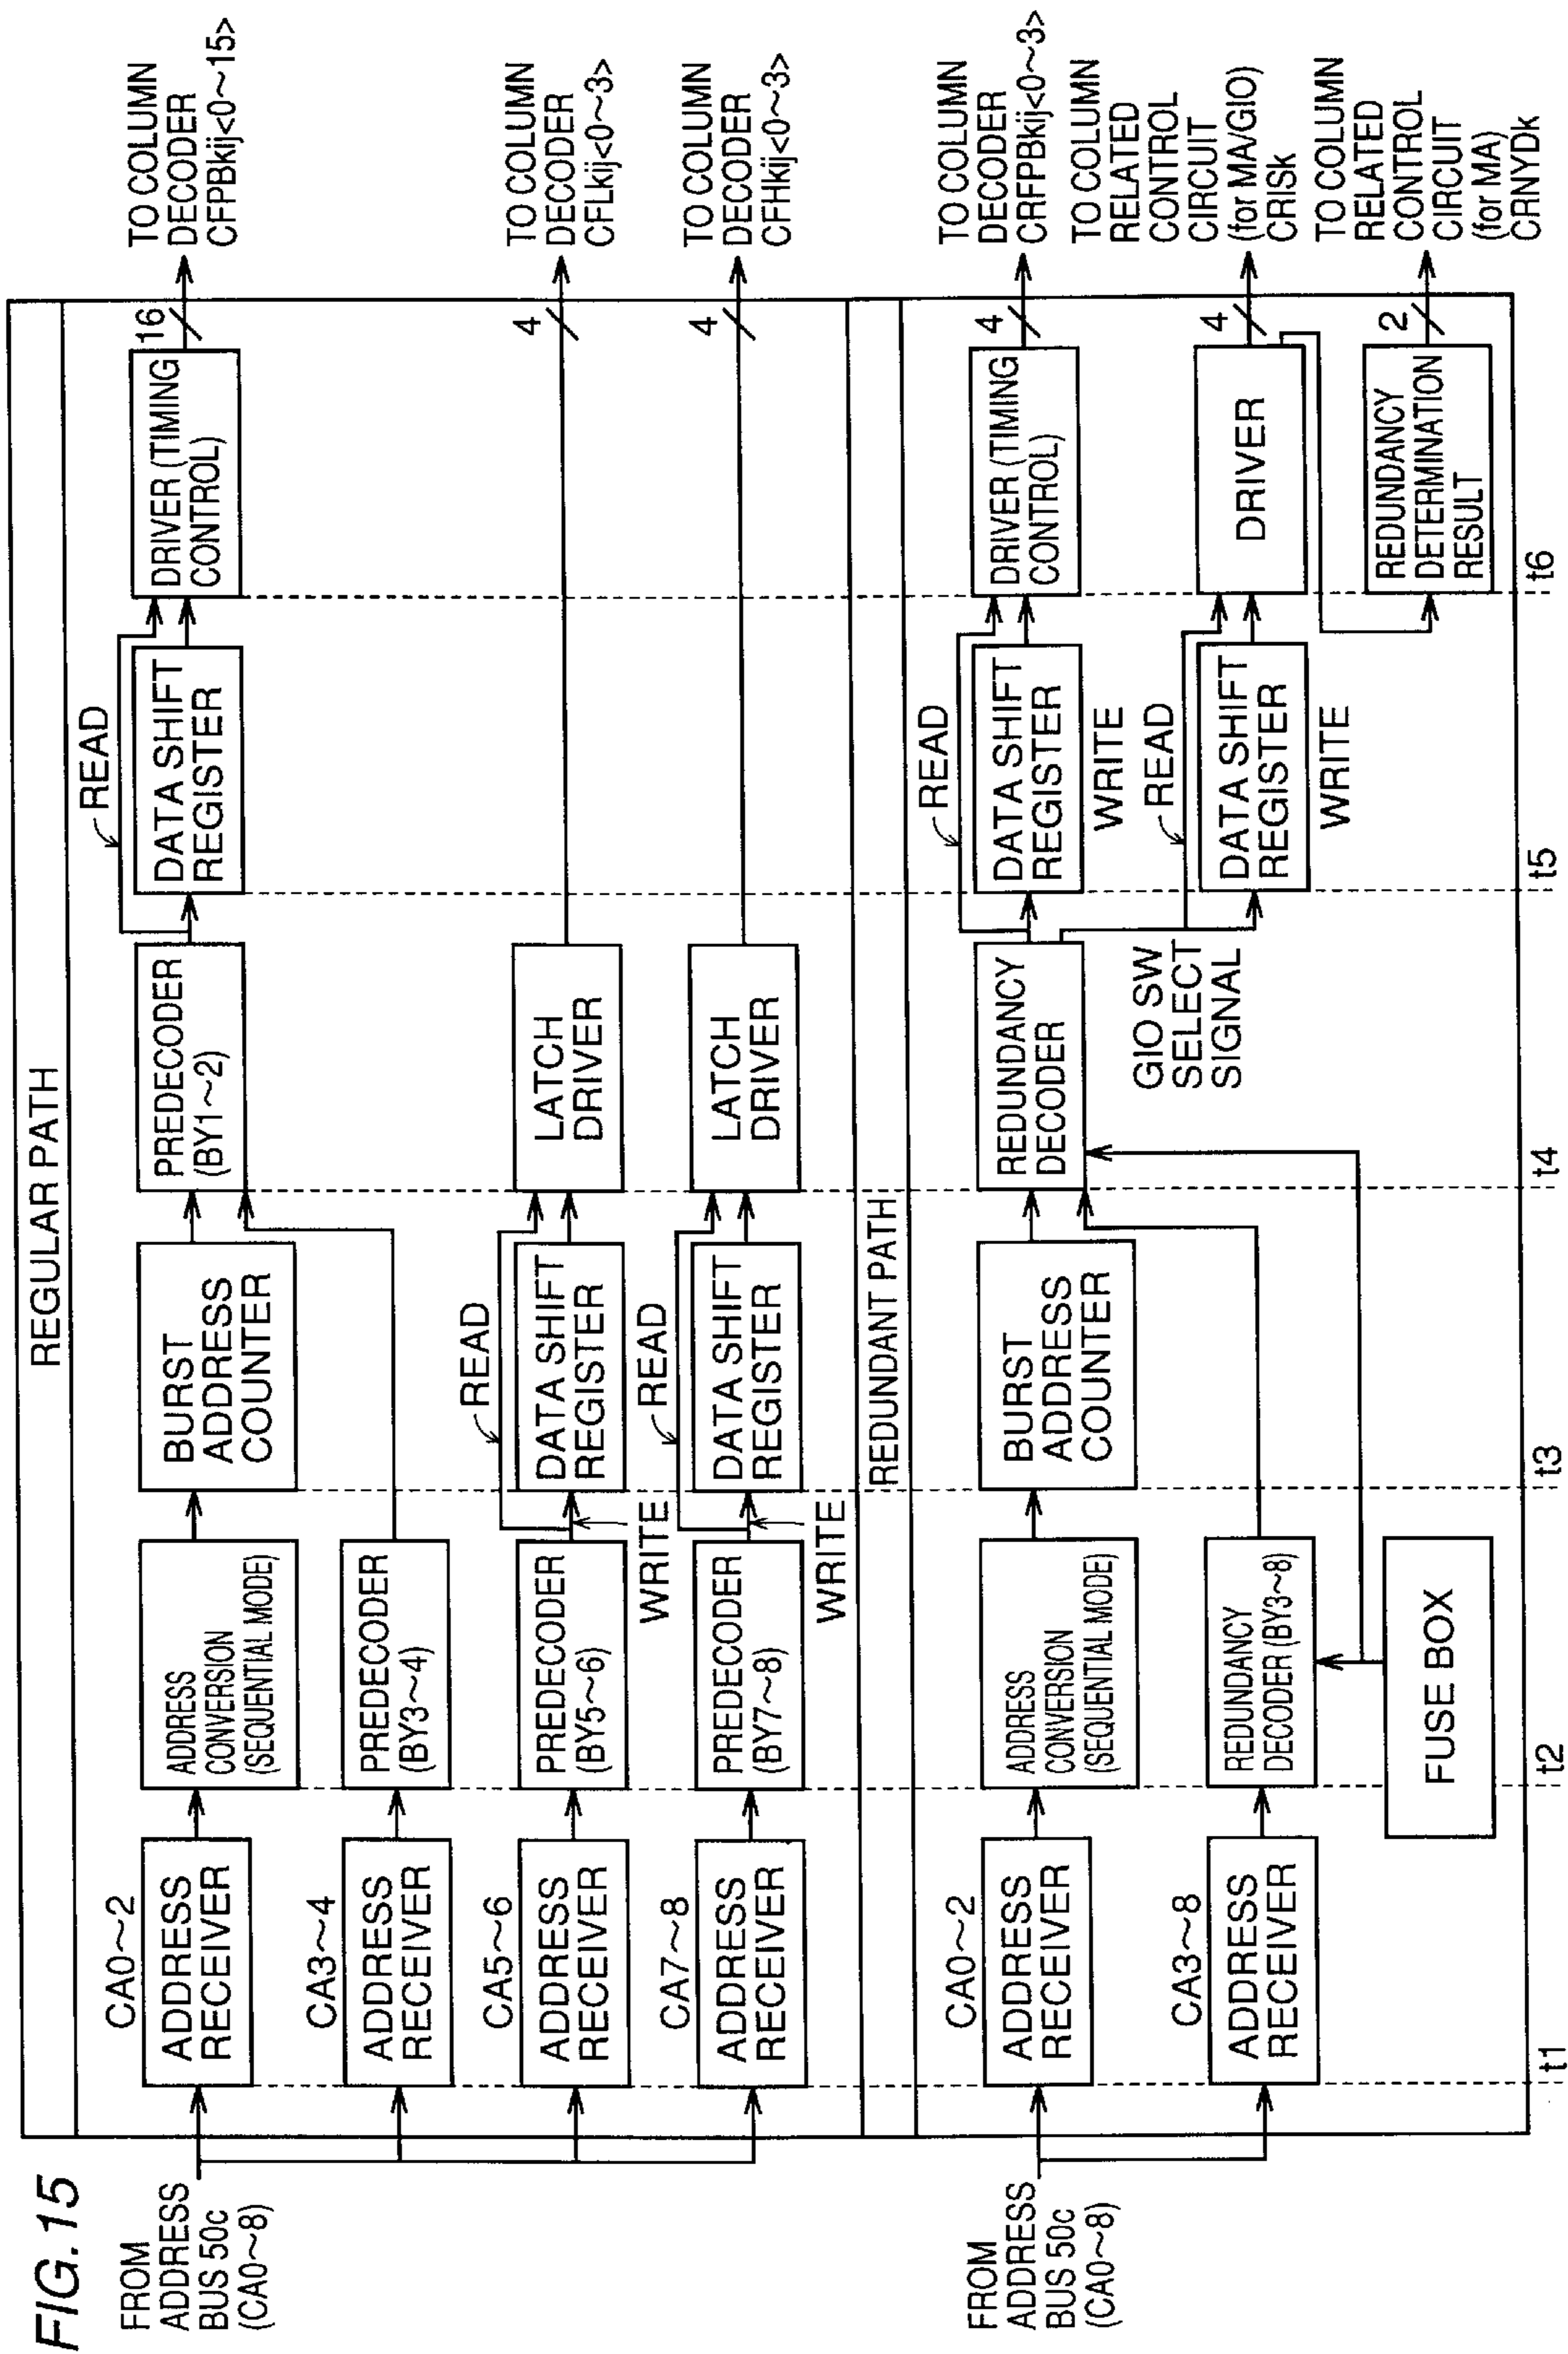 FIG.15
REGULAR PATH
FROM
ADDRESS
BUS 50c
(CA0~8)
CA0~2
ADDRESS
RECEIVER
ADDRESS
CONVERSION
(SEQUENTIAL MODE)
BURST
ADDRESS
COUNTER
PREDECODER
(BY1~2)
READ
DATA SHIFT
REGISTER
DRIVER (TIMING
CONTROL)
16
TO COLUMN
DECODER
CFPBkij<0~15>
CA3~4
ADDRESS
RECEIVER
PREDECODER
(BY3~4)
CA5~6
ADDRESS
RECEIVER
PREDECODER
(BY5~6)
WRITE
READ
DATA SHIFT
REGISTER
LATCH
DRIVER
4
TO COLUMN
DECODER
CFLkij<0~3>
CA7~8
ADDRESS
RECEIVER
PREDECODER
(BY7~8)
WRITE
READ
DATA SHIFT
REGISTER
LATCH
DRIVER
4
TO COLUMN
DECODER
CFHkij<0~3>
REDUNDANT PATH
FROM
ADDRESS
BUS 50c
(CA0~8)
CA0~2
ADDRESS
RECEIVER
ADDRESS
CONVERSION
(SEQUENTIAL MODE)
BURST
ADDRESS
COUNTER
REDUNDANCY
DECODER
READ
DATA SHIFT
REGISTER
WRITE
DRIVER (TIMING
CONTROL)
4
TO COLUMN
DECODER
CRFPBkij<0~3>
CA3~8
ADDRESS
RECEIVER
REDUNDANCY
DECODER (BY3~8)
GIO SW
SELECT
SIGNAL
READ
DATA SHIFT
REGISTER
WRITE
DRIVER
4
TO COLUMN
RELATED
CONTROL
CIRCUIT
(for MA/GIO)
CRISk
FUSE BOX
REDUNDANCY
DETERMINATION
RESULT
2
TO COLUMN
RELATED
CONTROL
CIRCUIT
(for MA)
CRNYDk
t1
t2
t3
t4
t5
t6